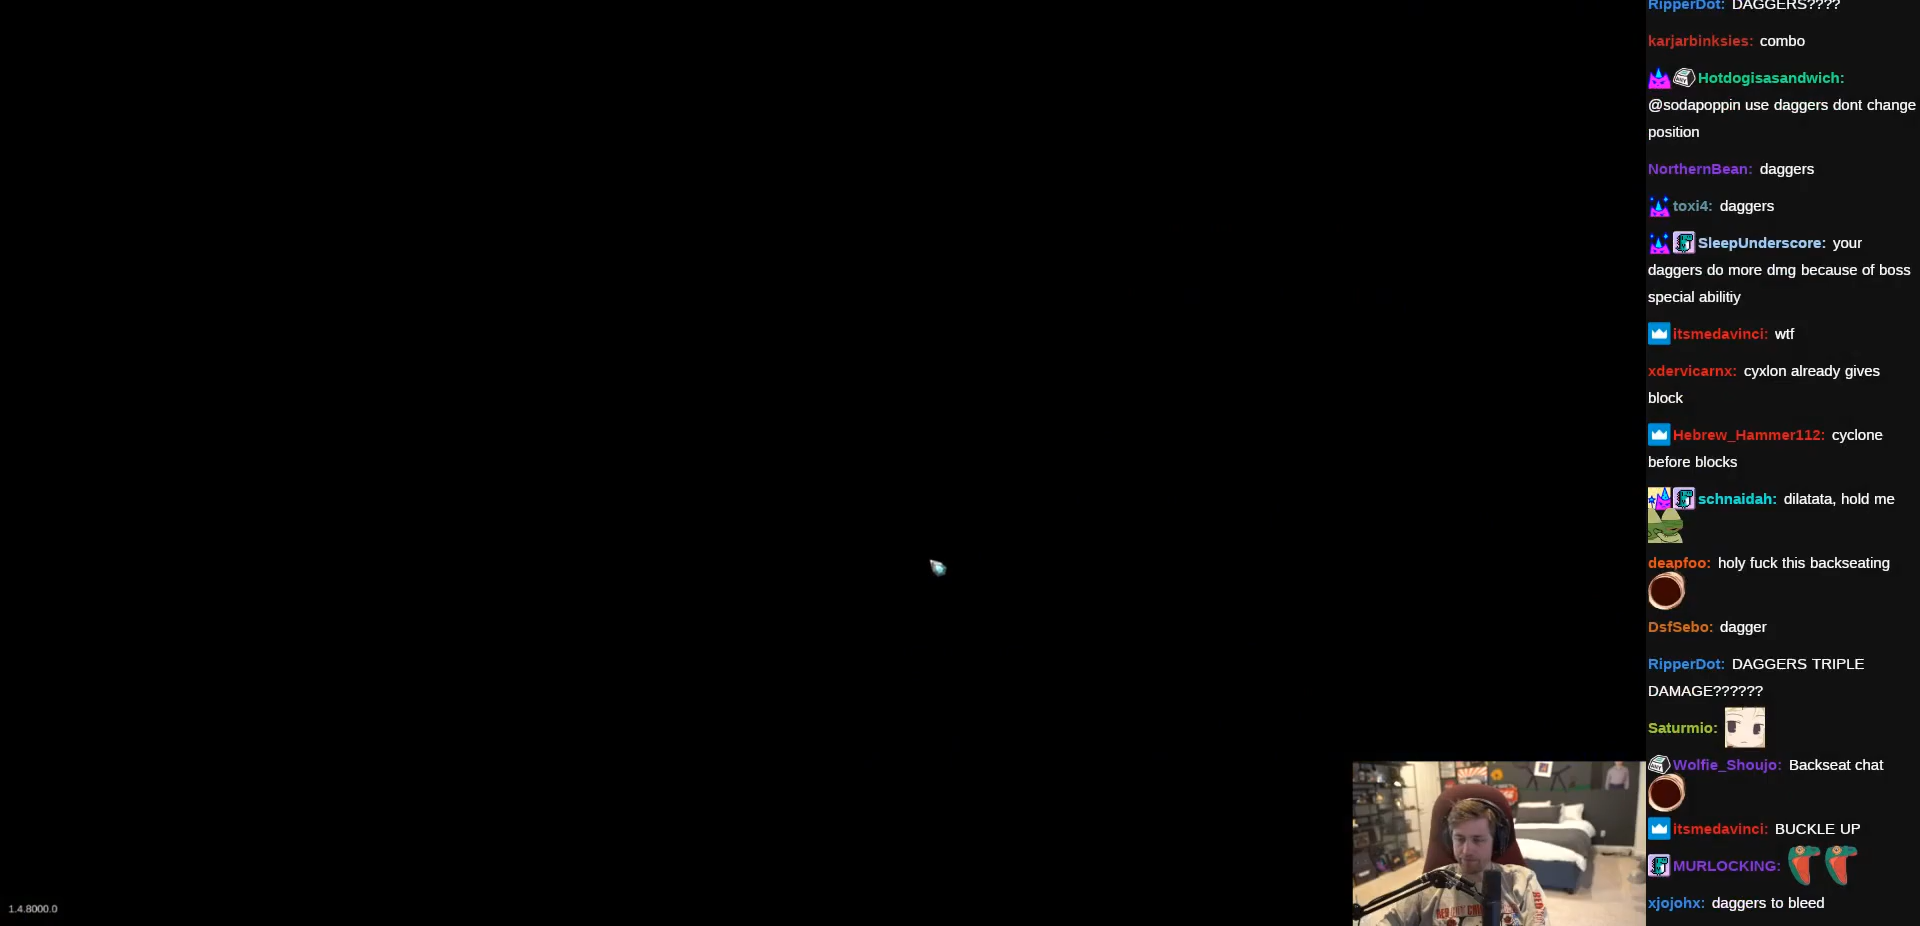 RipperDot: DAGGERS????
karjarbinksies: combo
Hotdogisasandwich:
@sodapoppin use daggers dont change
position
NorthernBean: daggers
toxi4: daggers
SleepUnderscore: your
daggers do more dmg because of boss
special abilitiy
itsmedavinci: wtf
xdervicarnx: cyxlon already gives
block
Hebrew_Hammer112: cyclone
before blocks
schnaidah: dilatata, hold me
deapfoo: holy fuck this backseating
DsfSebo: dagger
RipperDot: DAGGERS TRIPLE
DAMAGE??????
Saturmio:
Wolfie_Shoujo: Backseat chat
itsmedavinci: BUCKLE UP
MURLOCKING:
xjojohx: daggers to bleed
1.4.8000.0